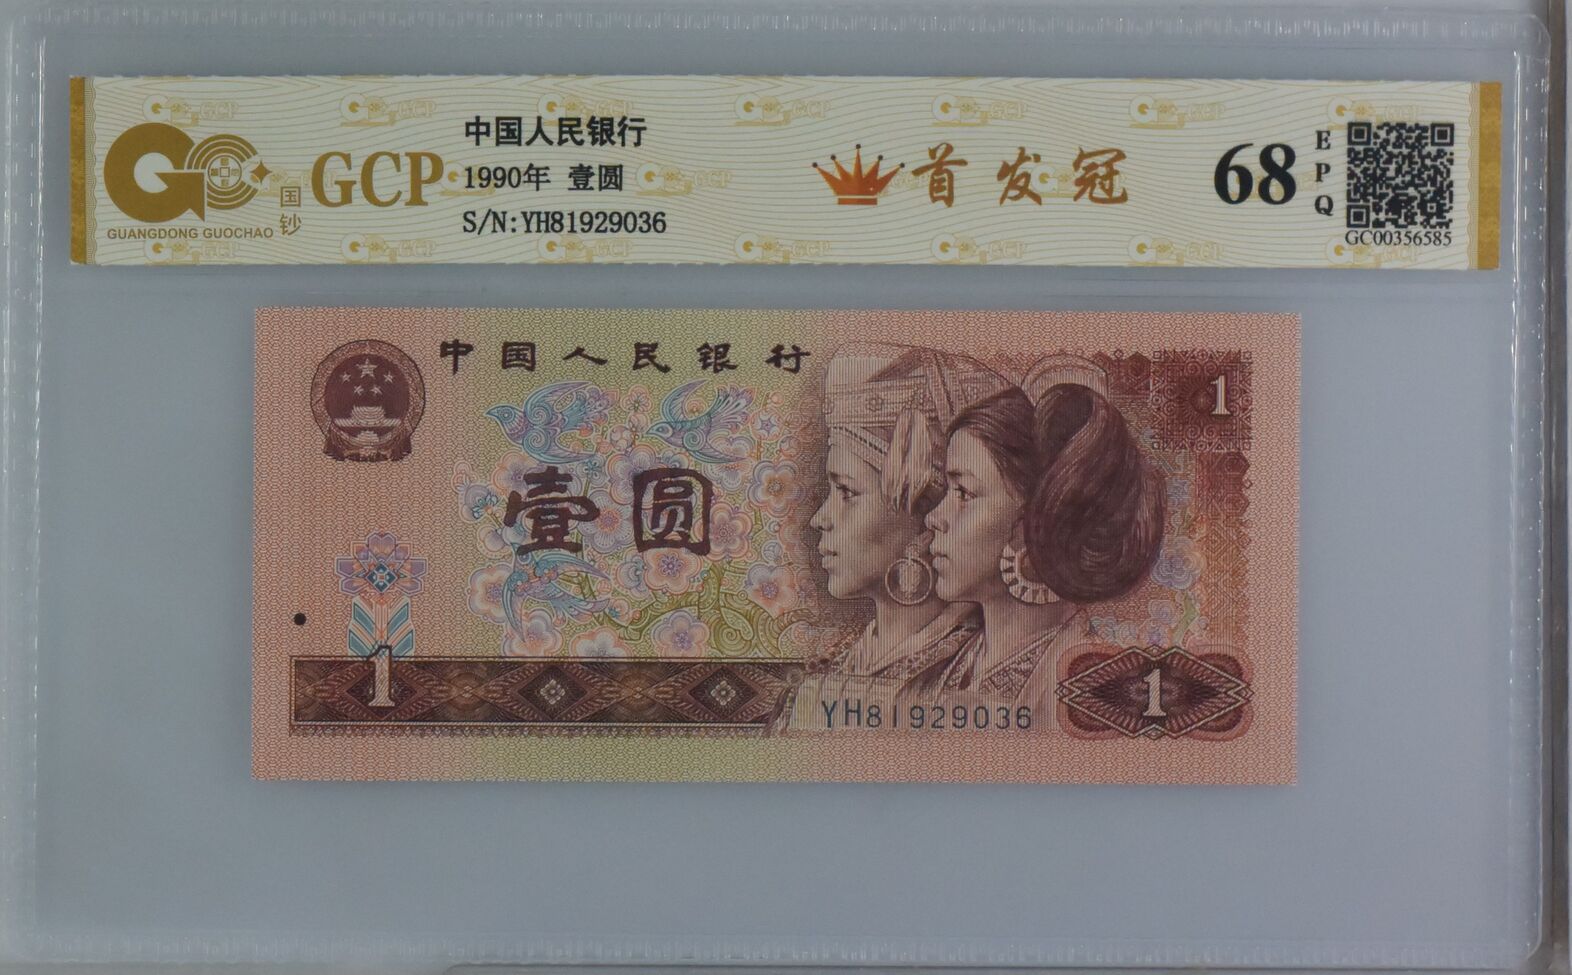 GCP
国钞
GUANGDONG GUOCHAO
中国人民银行
1990年 壹圆
S/N:YH81929036
首发冠
68
EPQ
GC00356585
中国人民银行
1
壹圆
1
YH81929036
1